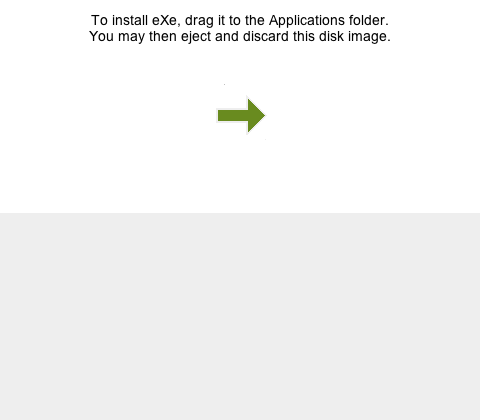 To install eXe, drag it to the Applications folder.
You may then eject and discard this disk image.